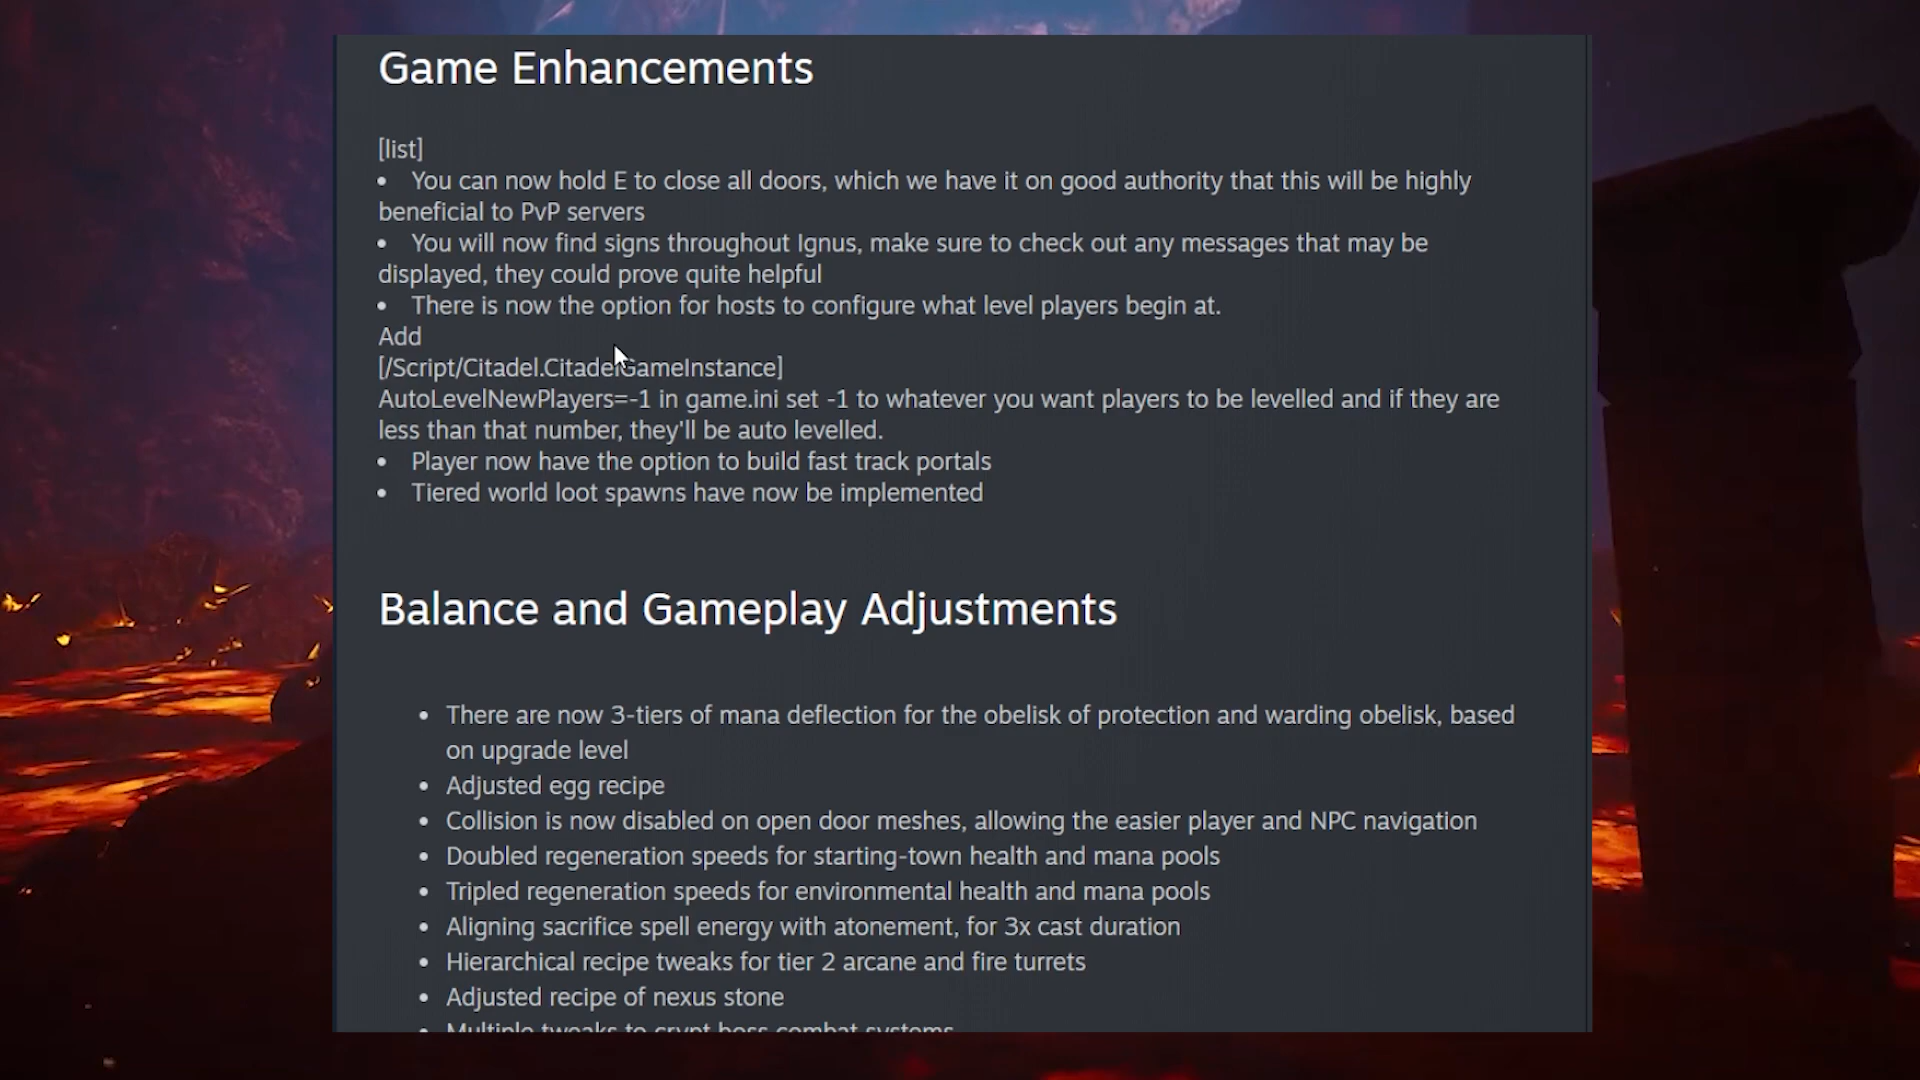 Game Enhancements
[list]
• You can now hold E to close all doors, which we have it on good authority that this will be highly
beneficial to PvP servers
• You will now find signs throughout Ignus, make sure to check out any messages that may be
displayed, they could prove quite helpful
• There is now the option for hosts to configure what level players begin at.
Add
[/Script/Citadel.CitadelGameInstance]
AutoLevelNewPlayers=-1 in game.ini set -1 to whatever you want players to be levelled and if they are
less than that number, they'll be auto levelled.
• Player now have the option to build fast track portals
• Tiered world loot spawns have now be implemented
Balance and Gameplay Adjustments
• There are now 3-tiers of mana deflection for the obelisk of protection and warding obelisk, based
on upgrade level
• Adjusted egg recipe
• Collision is now disabled on open door meshes, allowing the easier player and NPC navigation
• Doubled regeneration speeds for starting-town health and mana pools
• Tripled regeneration speeds for environmental health and mana pools
• Aligning sacrifice spell energy with atonement, for 3x cast duration
• Hierarchical recipe tweaks for tier 2 arcane and fire turrets
• Adjusted recipe of nexus stone
• Multiple tweaks to crypt boss combat systems